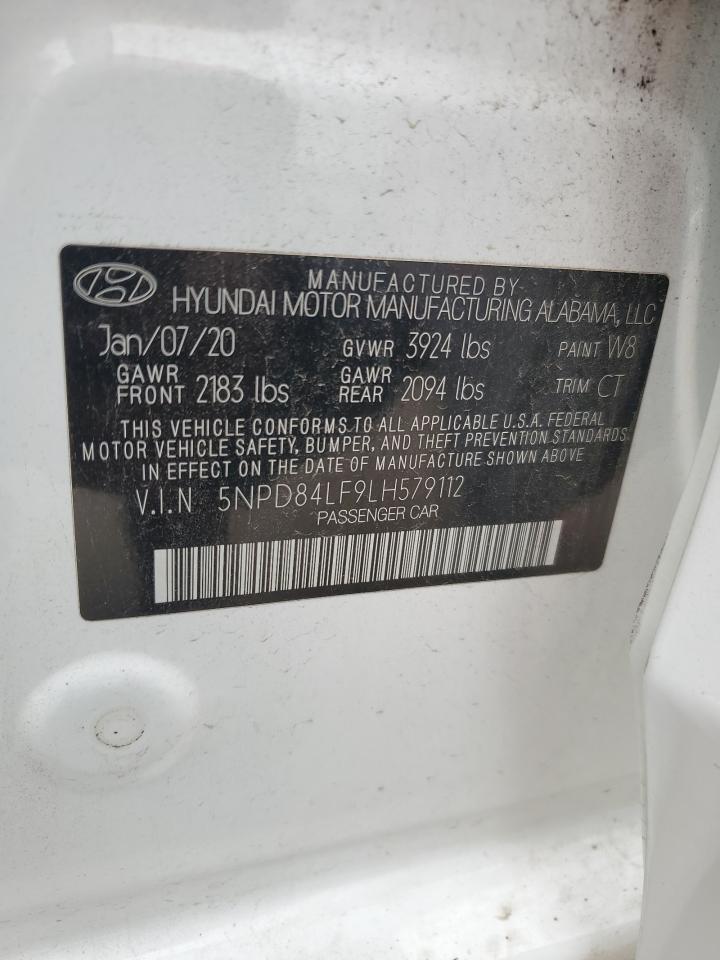 MANUFACTURED BY
HYUNDAI MOTOR MANUFACTURING ALABAMA, LLC
Jan/07/20 GVWR 3924 lbs PAINT W8
GAWR FRONT 2183 lbs GAWR REAR 2094 lbs TRIM CT
THIS VEHICLE CONFORMS TO ALL APPLICABLE U.S.A. FEDERAL
MOTOR VEHICLE SAFETY, BUMPER, AND THEFT PREVENTION STANDARDS
IN EFFECT ON THE DATE OF MANUFACTURE SHOWN ABOVE
V.I.N 5NPD84LF9LH579112
PASSENGER CAR